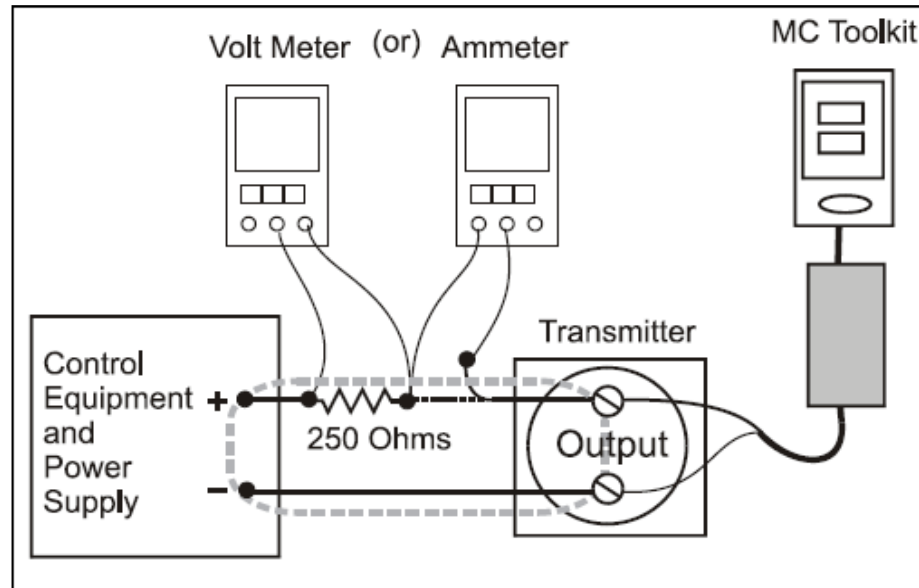 Volt Meter (or) Ammeter
MC Toolkit
Transmitter
Control
Equipment
and
Power
Supply
+
−
250 Ohms
Output